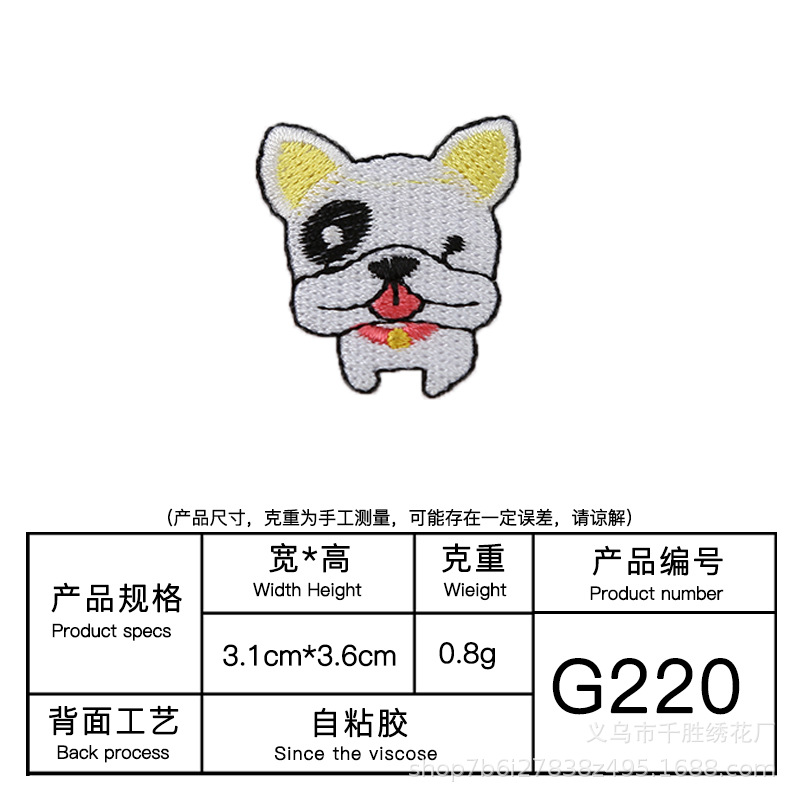 (产品尺寸，克重为手工测量，可能存在一定误差，请谅解)
产品规格
Product specs
宽*高
Width Height
克重
Wieight
产品编号
Product number
3.1cm*3.6cm
0.8g
G220
背面工艺
Back process
自粘胶
Since the viscose
义乌市千胜绣花厂
shop7b6i27838z495.1688.com